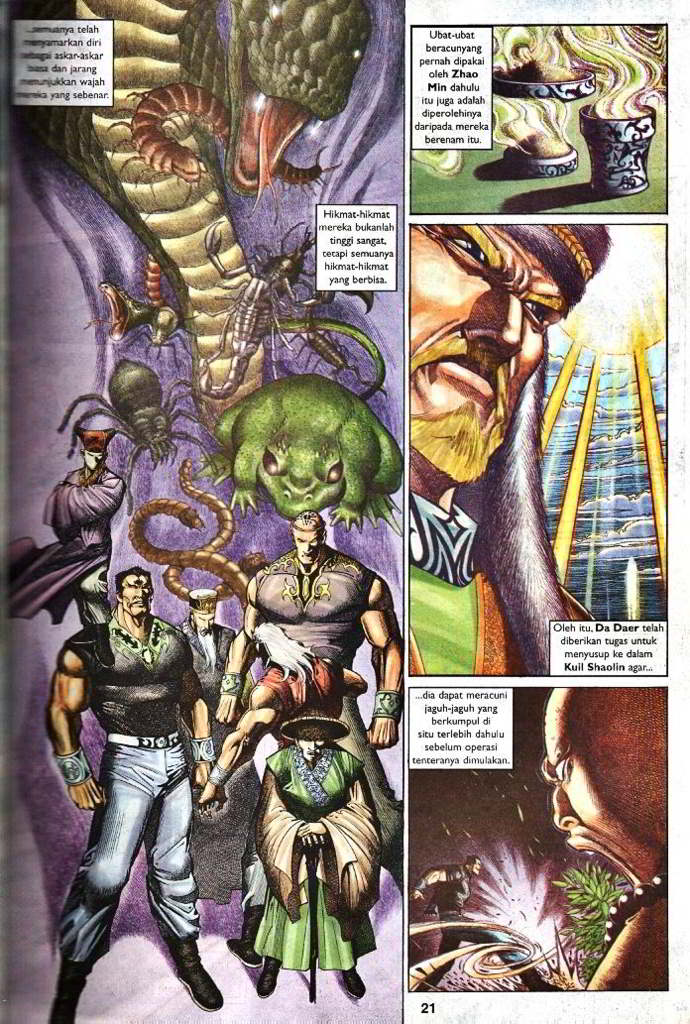 ...semuanya telah
menyamarkan diri
sebagai askar-askar
biasa dan jarang
menunjukkan wajah
mereka yang sebenar.
Hikmat-hikmat
mereka bukanlah
tinggi sangat,
tetapi semuanya
hikmat-hikmat
yang berbisa.
Ubat-ubat
beracunyang
pernah dipakai
oleh Zhao
Min dahulu
itu juga adalah
diperolehinya
daripada mereka
berenam itu.
Oleh itu, Da Daer telah
diberikan tugas untuk
menyusup ke dalam
Kuil Shaolin agar...
...dia dapat meracuni
jaguh-jaguh yang
berkumpul di
situ terlebih dahulu
sebelum operasi
tenteranya dimulakan.
21